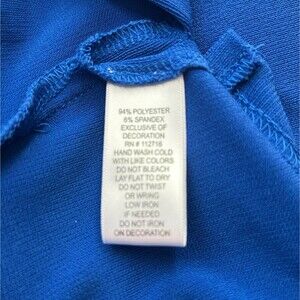 94% POLYESTER
6% SPANDEX
EXCLUSIVE OF
DECORATION
RN # 112716
HAND WASH COLD
WITH LIKE COLORS
DO NOT BLEACH
LAY FLAT TO DRY
DO NOT TWIST
OR WRING
LOW IRON
IF NEEDED
DO NOT IRON
ON DECORATION